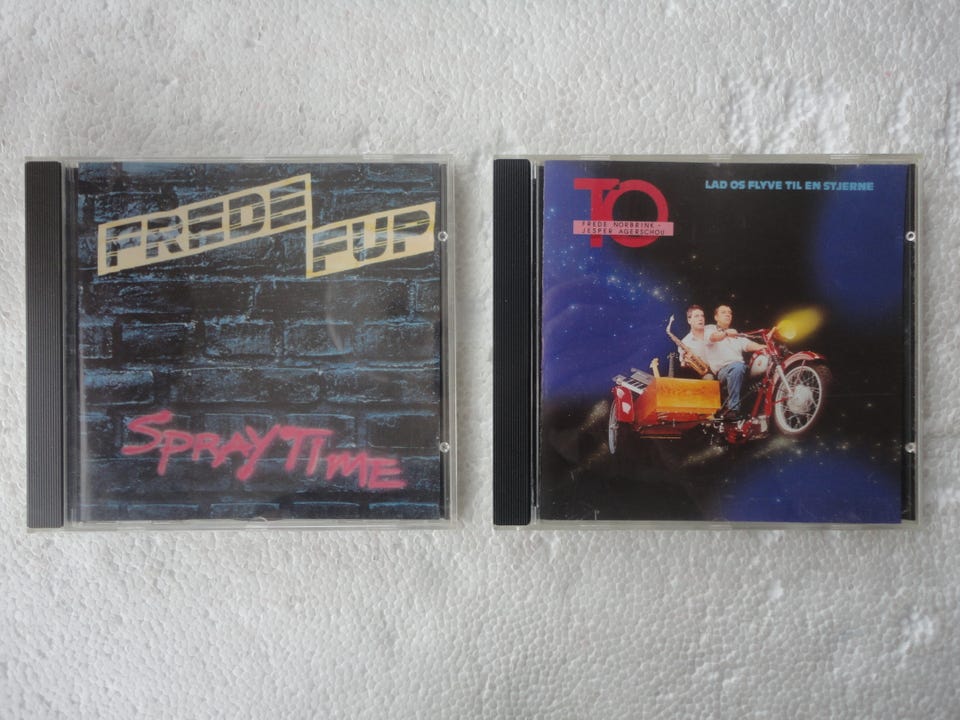 FREDE
FUP
SPRAYTIME
TO
FREDE NORBRINK -
JESPER AGERSCHOU
LAD OS FLYVE TIL EN STJERNE